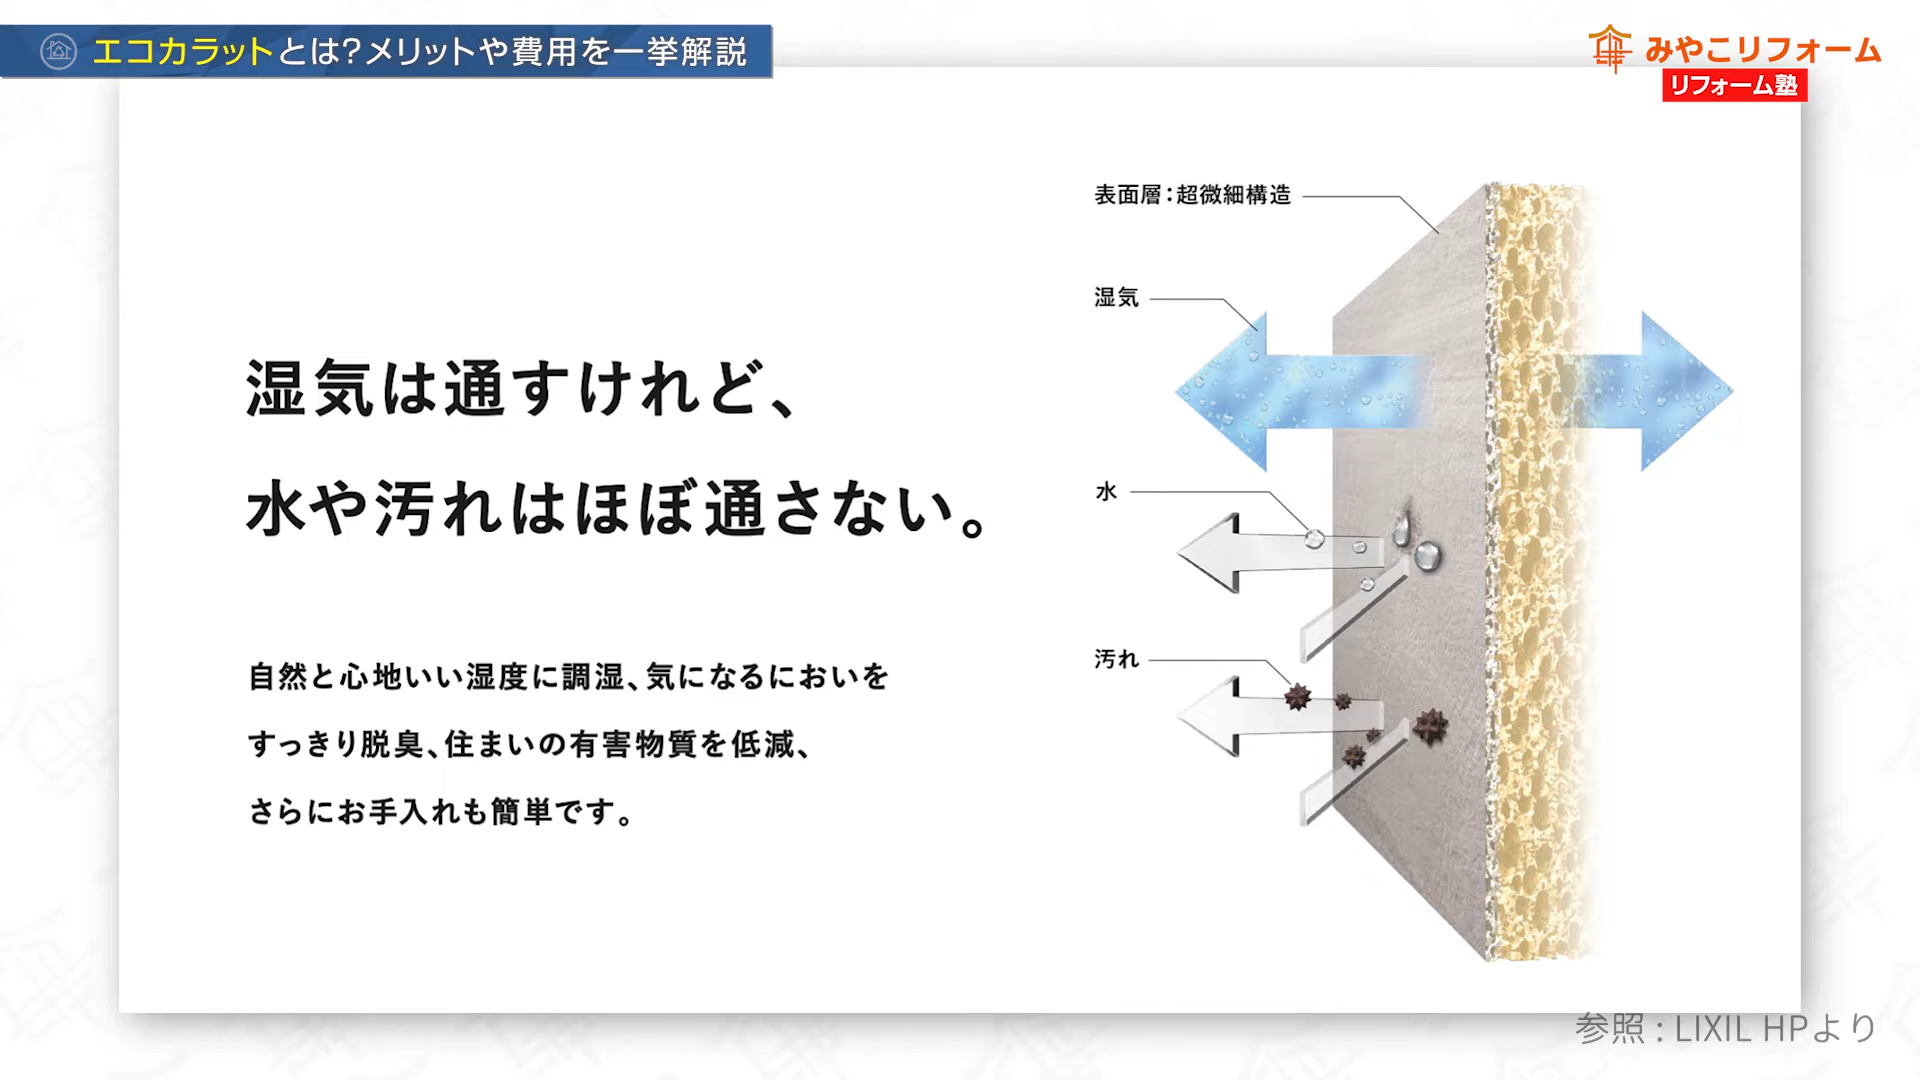 エコカラットとは?メリットや費用を一挙解説
みやこリフォーム
リフォーム塾
湿気は通すけれど、
水や汚れはほぼ通さない。
自然と心地いい湿度に調湿、気になるにおいを
すっきり脱臭、住まいの有害物質を低減、
さらにお手入れも簡単です。
表面層:超微細構造
湿気
水
汚れ
参照 : LIXIL HPより